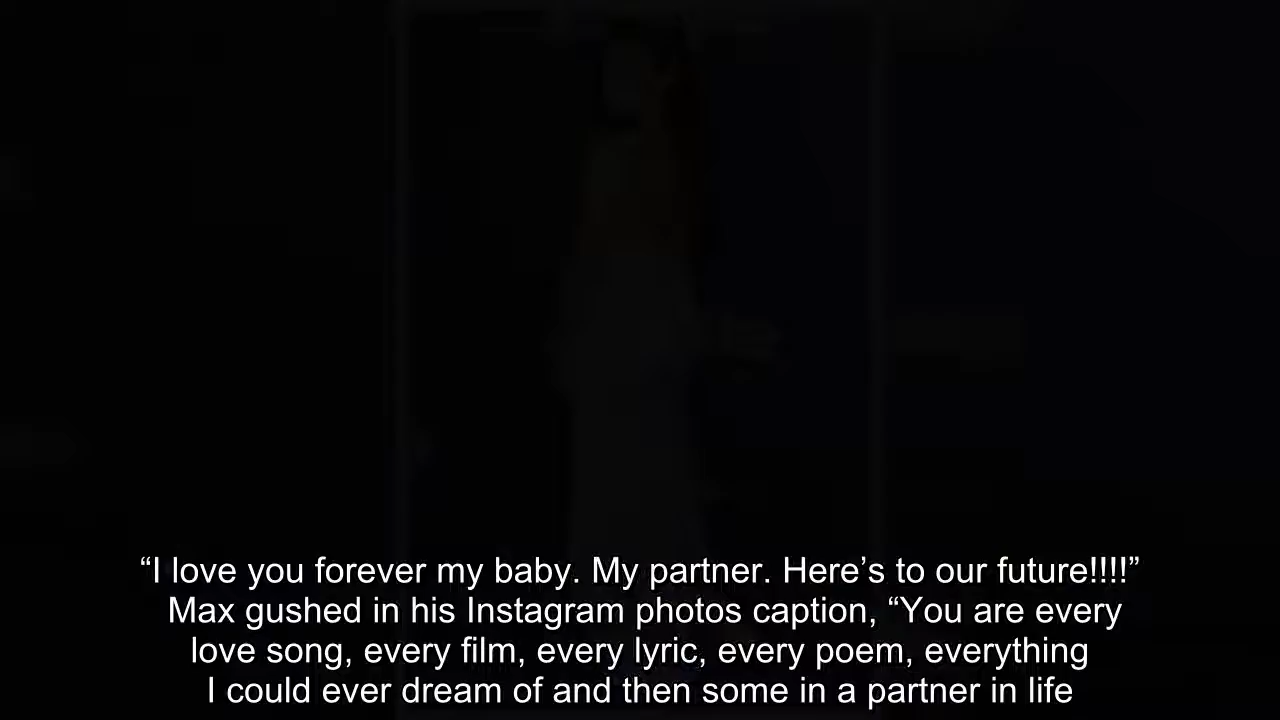 “I love you forever my baby. My partner. Here’s to our future!!!!”
Max gushed in his Instagram photos caption, “You are every
love song, every film, every lyric, every poem, everything
I could ever dream of and then some in a partner in life